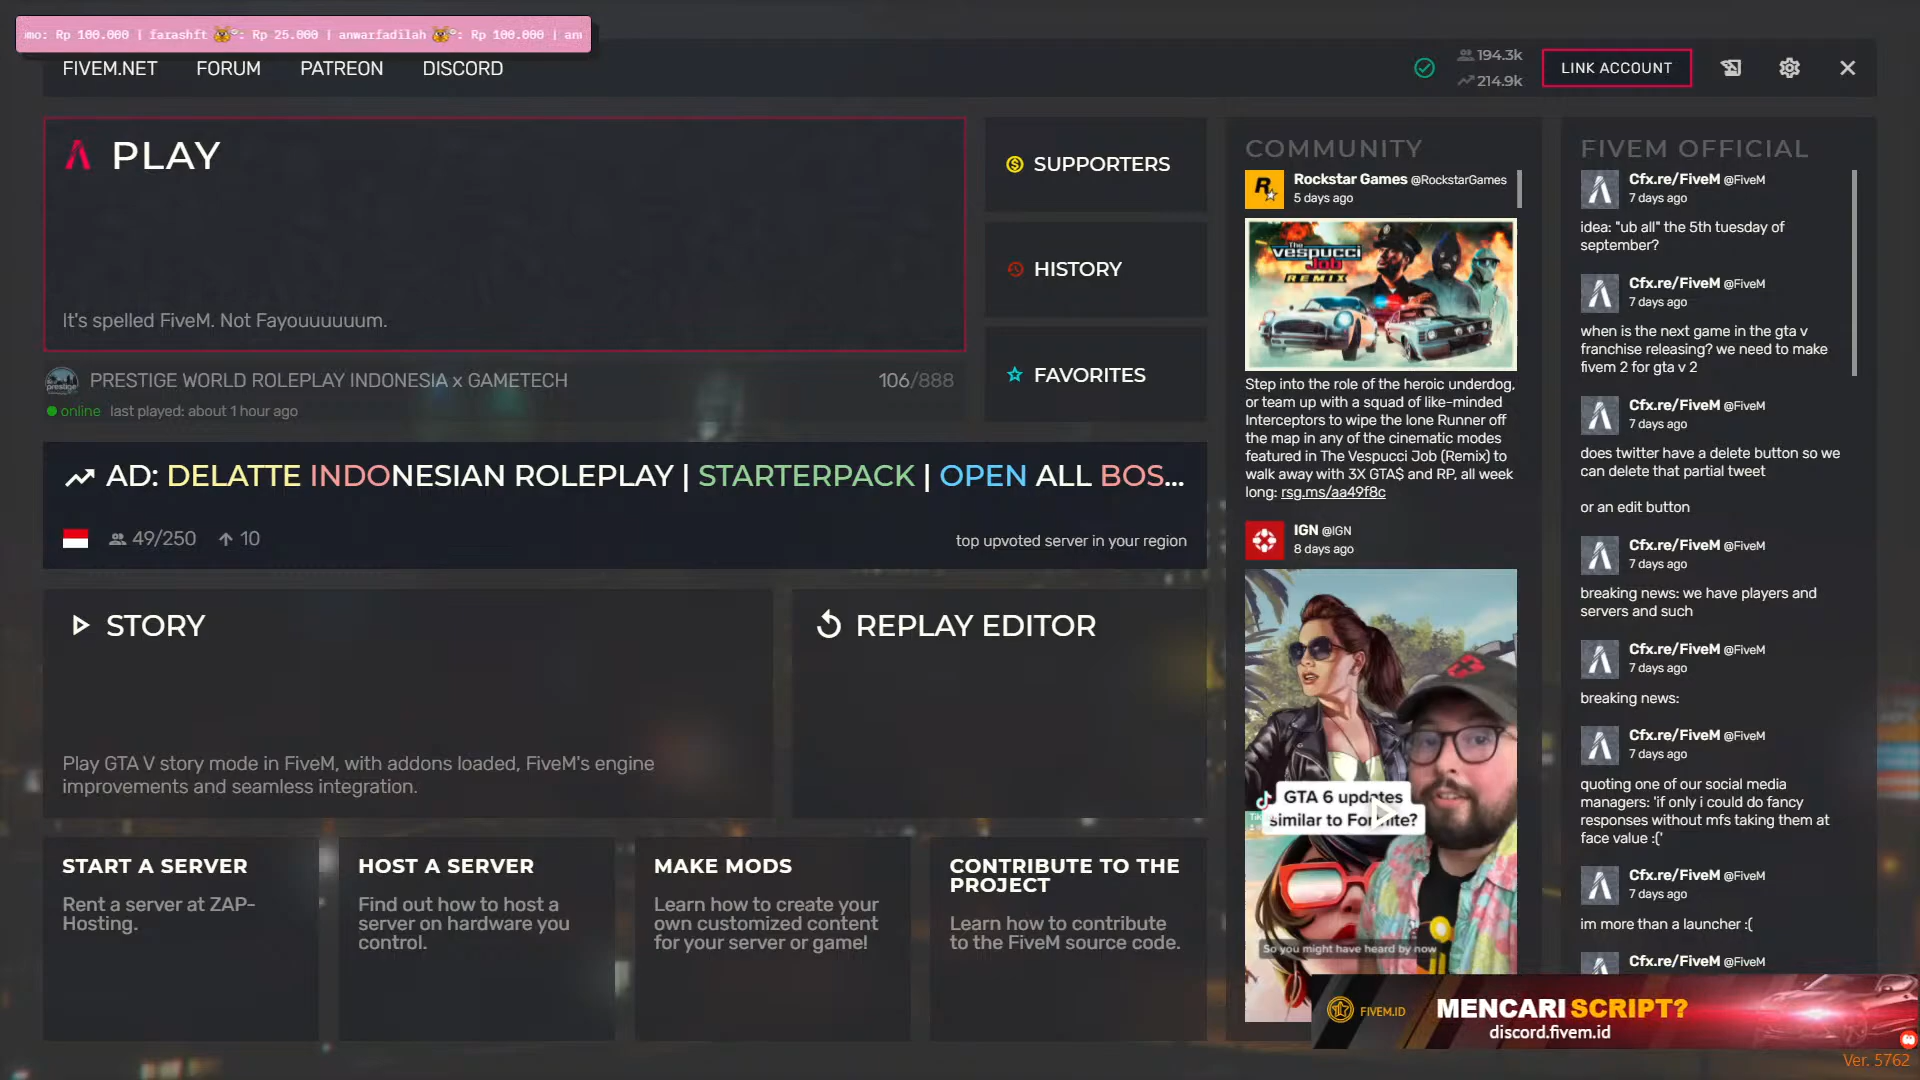 mo: Rp 100.000 | farashft : Rp 25.000 | anwarfadilah : Rp 100.000 | an
FIVEM.NET
FORUM
PATREON
DISCORD
194.3k
214.9k
LINK ACCOUNT
PLAY
It's spelled FiveM. Not Fayouuuuuum.
PRESTIGE WORLD ROLEPLAY INDONESIA x GAMETECH
106/888
online last played: about 1 hour ago
SUPPORTERS
HISTORY
FAVORITES
AD: DELATTE INDONESIAN ROLEPLAY | STARTERPACK | OPEN ALL BOS...
49/250
10
top upvoted server in your region
STORY
Play GTA V story mode in FiveM, with addons loaded, FiveM's engine
improvements and seamless integration.
REPLAY EDITOR
START A SERVER
Rent a server at ZAP-
Hosting.
HOST A SERVER
Find out how to host a
server on hardware you
control.
MAKE MODS
Learn how to create your
own customized content
for your server or game!
CONTRIBUTE TO THE
PROJECT
Learn how to contribute
to the FiveM source code.
COMMUNITY
Rockstar Games @RockstarGames
5 days ago
The
Vespucci
Job
REMIX
Step into the role of the heroic underdog,
or team up with a squad of like-minded
Interceptors to wipe the lone Runner off
the map in any of the cinematic modes
featured in The Vespucci Job (Remix) to
walk away with 3X GTA$ and RP, all week
long: rsg.ms/aa49f8c
IGN @IGN
8 days ago
GTA 6 updates
similar to Fortnite?
So you might have heard by now
FIVEM OFFICIAL
Cfx.re/FiveM @FiveM
7 days ago
idea: "ub all" the 5th tuesday of
september?
Cfx.re/FiveM @FiveM
7 days ago
when is the next game in the gta v
franchise releasing? we need to make
fivem 2 for gta v 2
Cfx.re/FiveM @FiveM
7 days ago
does twitter have a delete button so we
can delete that partial tweet
or an edit button
Cfx.re/FiveM @FiveM
7 days ago
breaking news: we have players and
servers and such
Cfx.re/FiveM @FiveM
7 days ago
breaking news:
Cfx.re/FiveM @FiveM
7 days ago
quoting one of our social media
managers: 'if only i could do fancy
responses without mfs taking them at
face value :('
Cfx.re/FiveM @FiveM
7 days ago
im more than a launcher :(
Cfx.re/FiveM @FiveM
FIVEM.ID
MENCARI SCRIPT?
discord.fivem.id
Ver. 5762